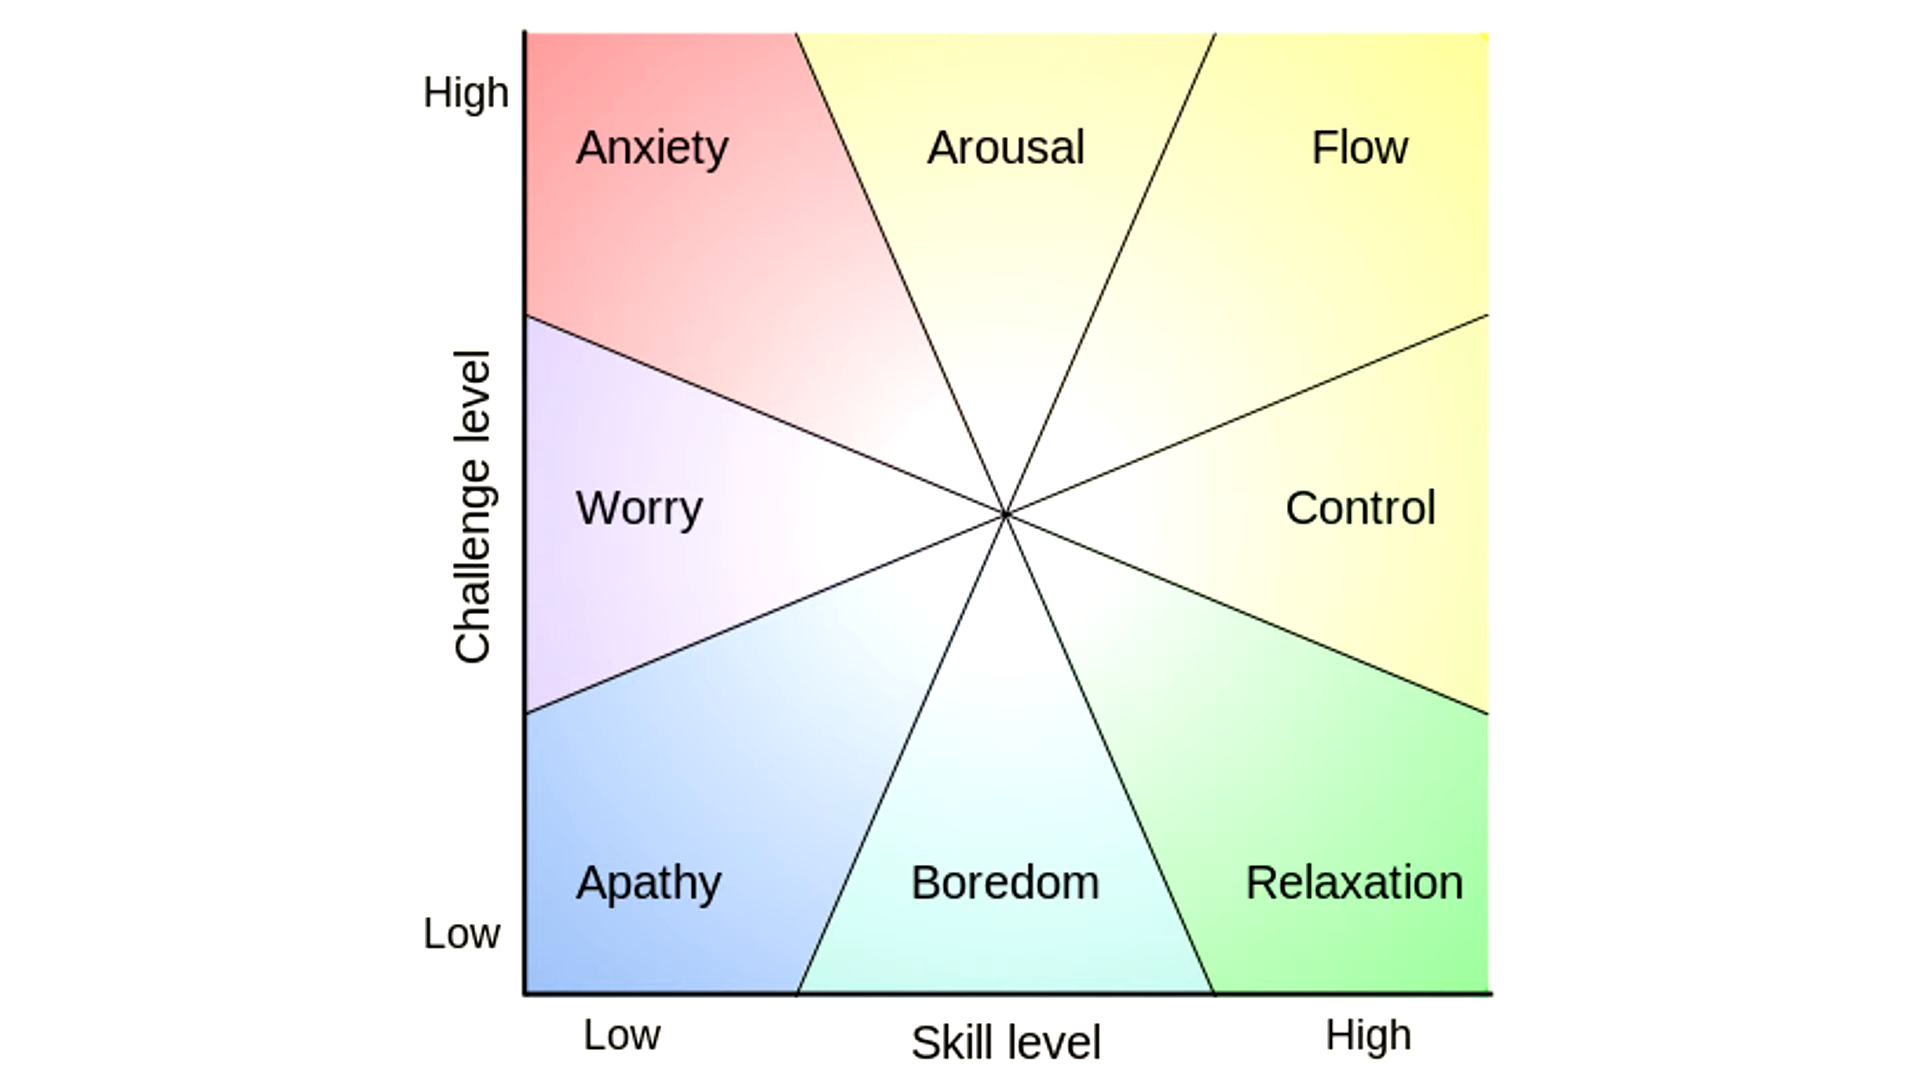 High
Anxiety
Arousal
Flow
Challenge level
Worry
Control
Apathy
Boredom
Relaxation
Low
Low
Skill level
High